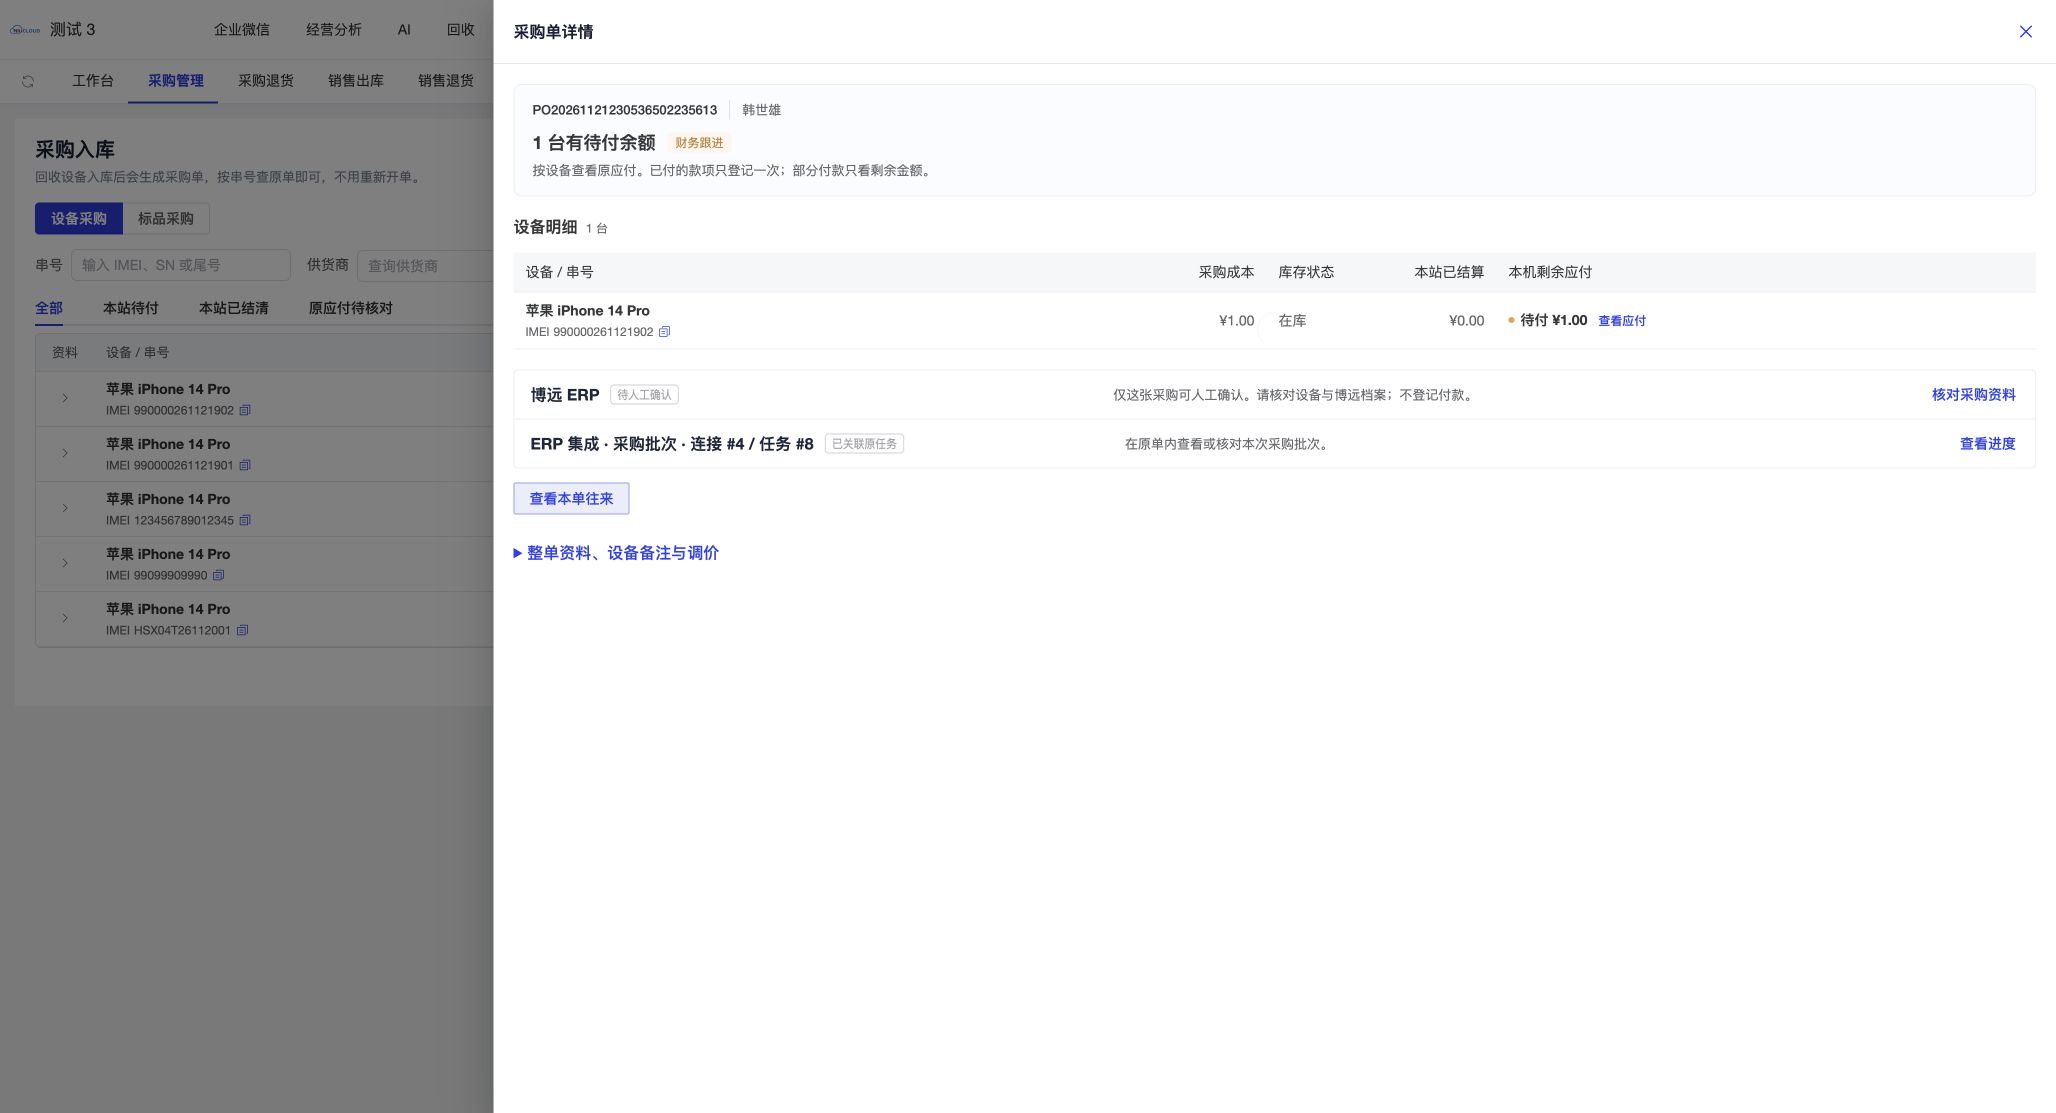 测试 3
企业微信 经营分析 AI 回收
工作台 采购管理 采购退货 销售出库 销售退货
采购入库
回收设备入库后会生成采购单，按串号查原单即可，不用重新开单。
设备采购 标品采购
串号 输入 IMEI、SN 或尾号 供货商 查询供货商
全部 本站待付 本站已结清 原应付待核对
资料 设备 / 串号
苹果 iPhone 14 Pro
IMEI 990000261121902
苹果 iPhone 14 Pro
IMEI 990000261121901
苹果 iPhone 14 Pro
IMEI 123456789012345
苹果 iPhone 14 Pro
IMEI 99099909990
苹果 iPhone 14 Pro
IMEI HSX04T26112001
采购单详情
PO20261121230536502235613 韩世雄
1 台有待付余额 财务跟进
按设备查看原应付。已付的款项只登记一次；部分付款只看剩余金额。
设备明细 1 台
设备 / 串号 采购成本 库存状态 本站已结算 本机剩余应付
苹果 iPhone 14 Pro
IMEI 990000261121902
¥1.00 在库 ¥0.00 待付 ¥1.00 查看应付
博远 ERP 待人工确认 仅这张采购可人工确认。请核对设备与博远档案；不登记付款。 核对采购资料
ERP 集成 · 采购批次 · 连接 #4 / 任务 #8 已关联原任务 在原单内查看或核对本次采购批次。 查看进度
查看本单往来
整单资料、设备备注与调价